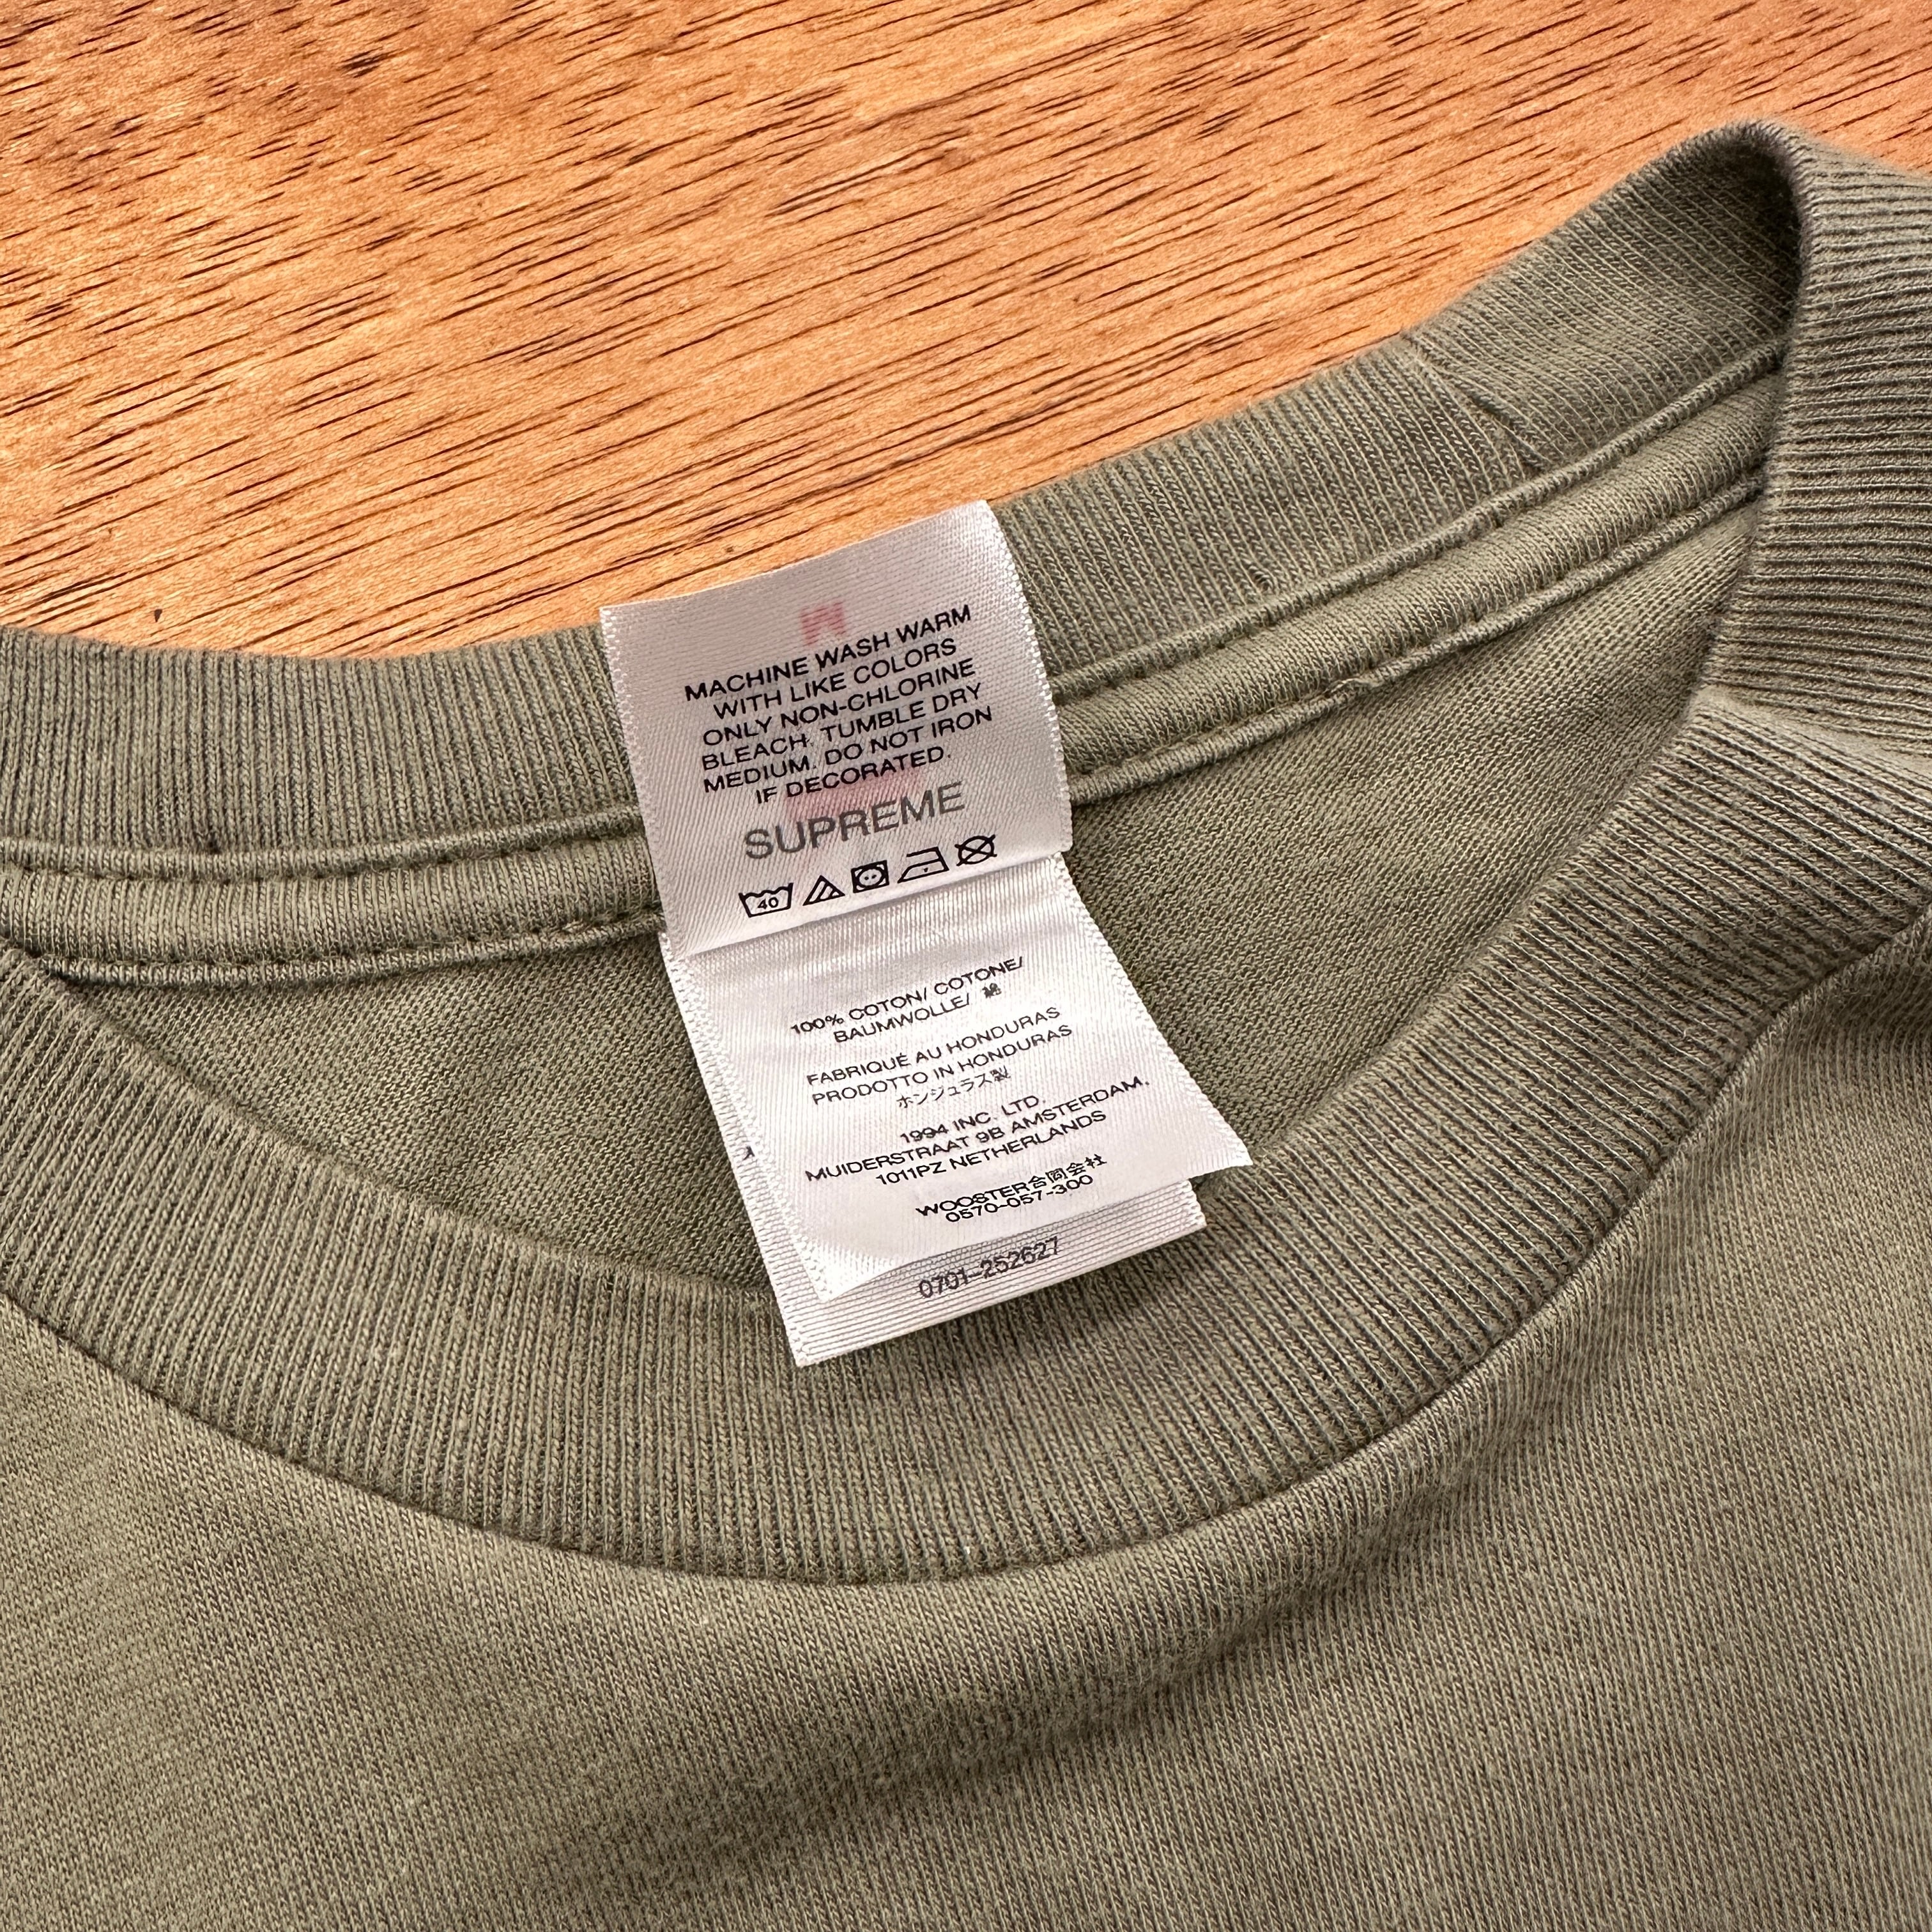 MACHINE WASH WARM
WITH LIKE COLORS
ONLY NON-CHLORINE
BLEACH. TUMBLE DRY
MEDIUM. DO NOT IRON
IF DECORATED.
SUPREME
40
100% COTON/ COTONE/
BAUMWOLLE/ 綿
FABRIQUÉ AU HONDURAS
PRODOTTO IN HONDURAS
ホンジュラス製
1994 INC. LTD.
MUIDERSTRAAT 9B AMSTERDAM,
1011PZ NETHERLANDS
WOOSTER合同会社
0570-057-300
0701-252627